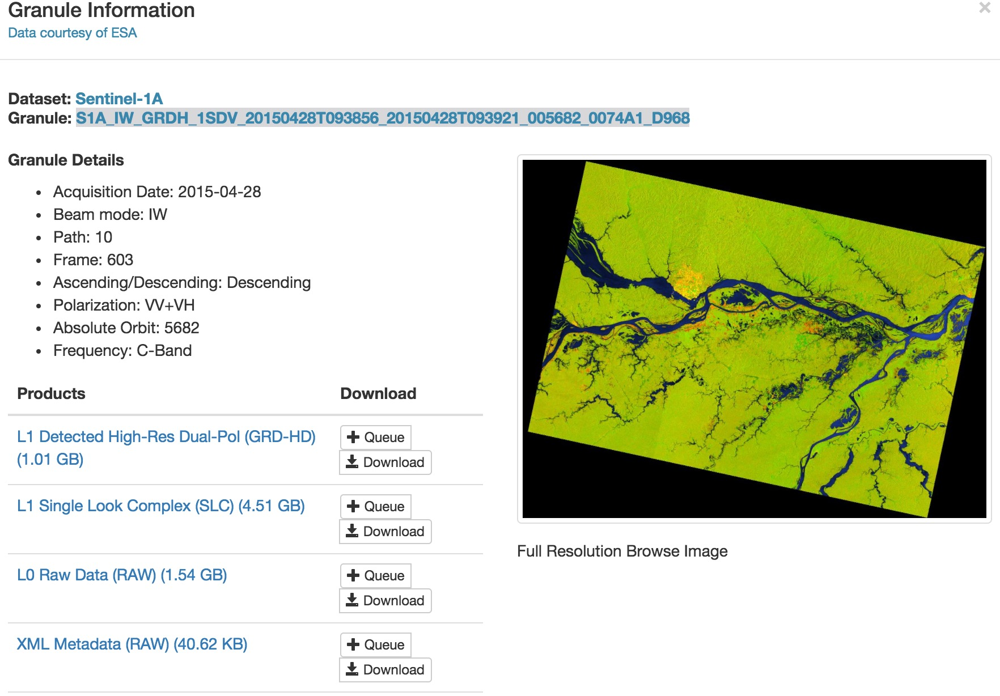 Granule Information
×
Data courtesy of ESA
Dataset: Sentinel-1A
Granule: S1A_IW_GRDH_1SDV_20150428T093856_20150428T093921_005682_0074A1_D968
Granule Details
• Acquisition Date: 2015-04-28
• Beam mode: IW
• Path: 10
• Frame: 603
• Ascending/Descending: Descending
• Polarization: VV+VH
• Absolute Orbit: 5682
• Frequency: C-Band
Products Download
L1 Detected High-Res Dual-Pol (GRD-HD)
(1.01 GB)
Queue
Download
L1 Single Look Complex (SLC) (4.51 GB)
Queue
Download
L0 Raw Data (RAW) (1.54 GB)
Queue
Download
XML Metadata (RAW) (40.62 KB)
Queue
Download
Full Resolution Browse Image